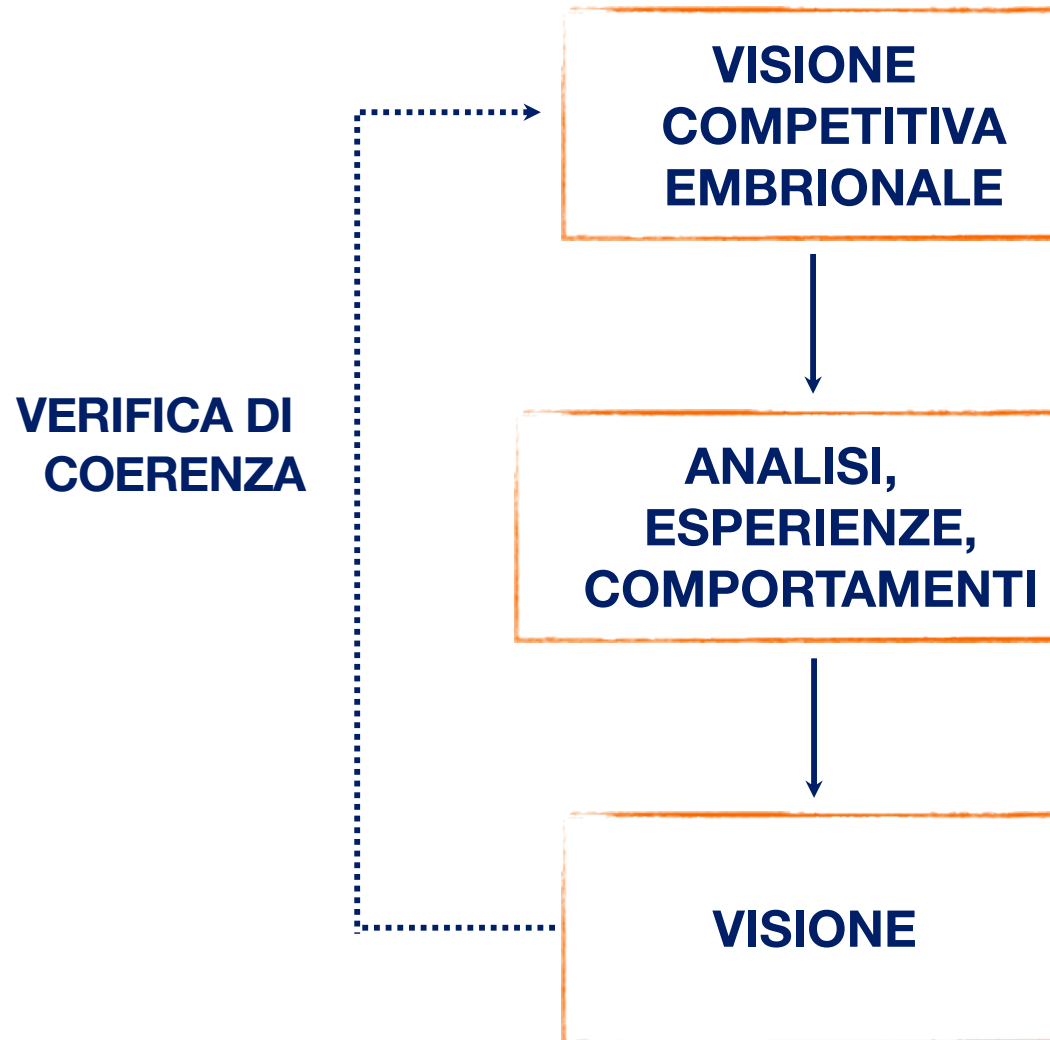 VISIONE
COMPETITIVA
EMBRIONALE
VERIFICA DI
COERENZA
ANALISI,
ESPERIENZE,
COMPORTAMENTI
VISIONE